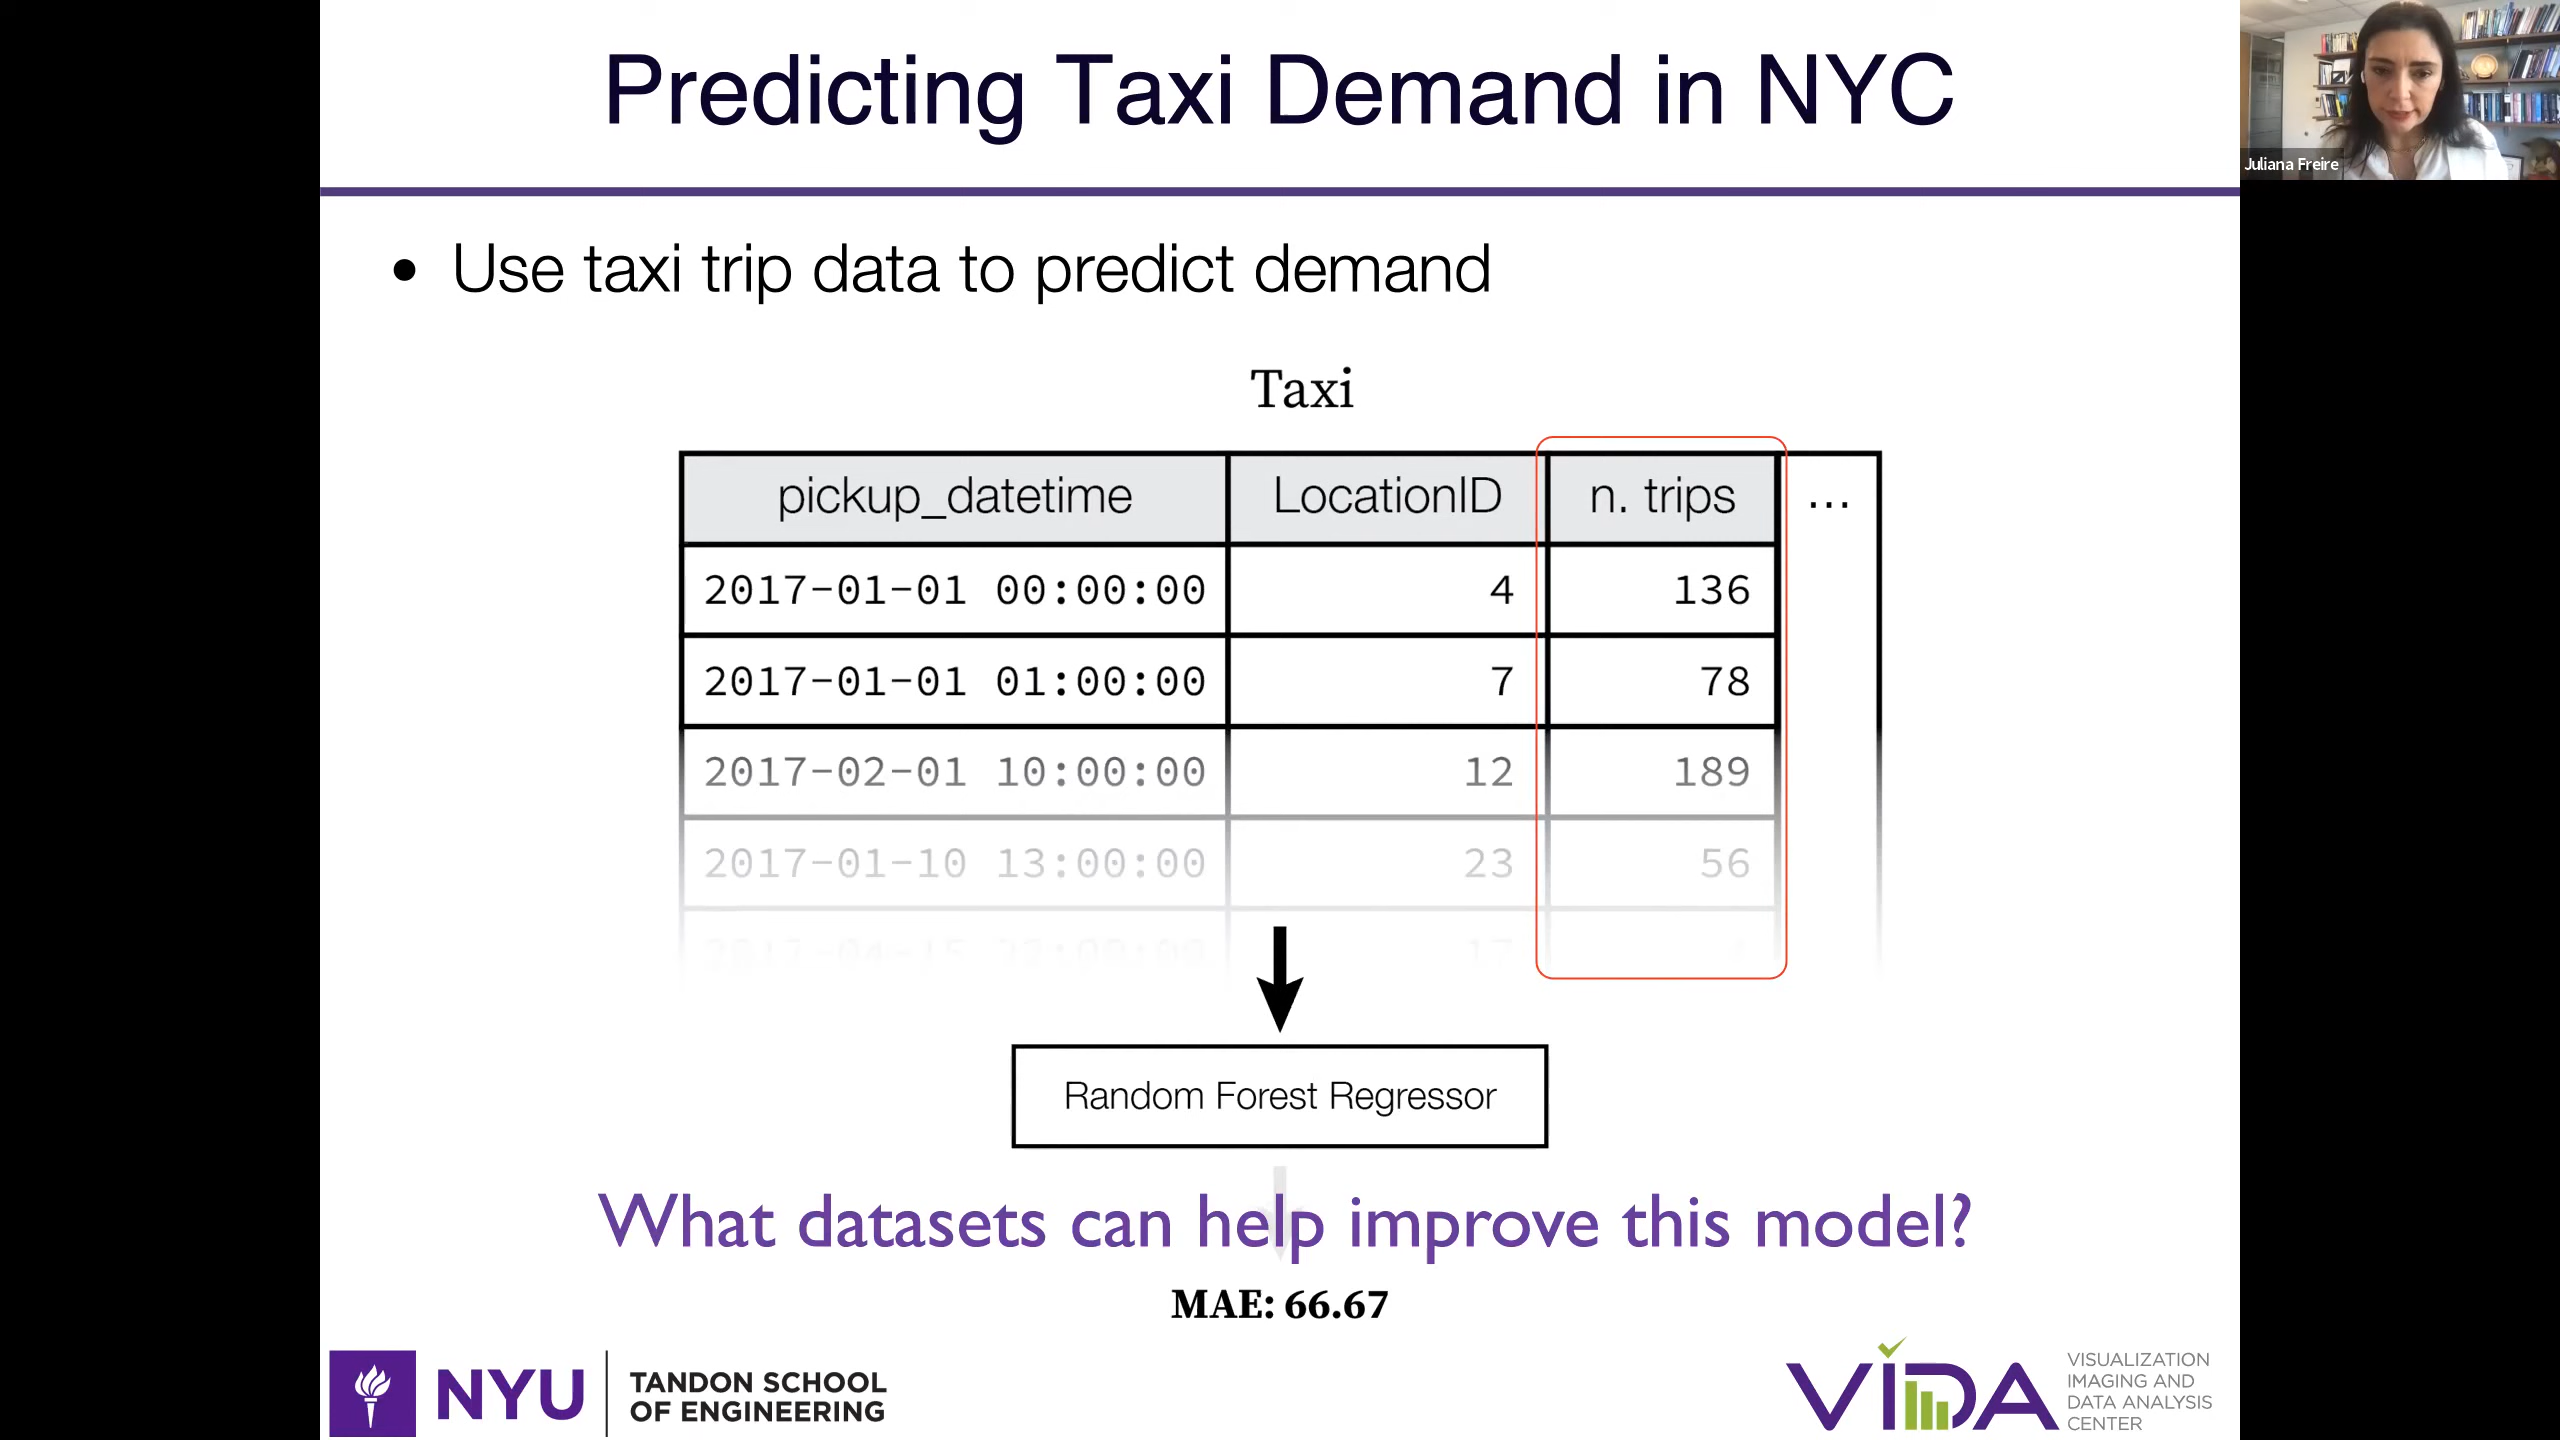 Predicting Taxi Demand in NYC
Juliana Freire
• Use taxi trip data to predict demand
Taxi
pickup_datetime LocationID n. trips ...
2017-01-01 00:00:00 4 136
2017-01-01 01:00:00 7 78
2017-02-01 10:00:00 12 189
2017-01-10 13:00:00 23 56
17
Random Forest Regressor
What datasets can help improve this model?
MAE: 66.67
NYU TANDON SCHOOL
OF ENGINEERING
VIDA
VISUALIZATION
IMAGING AND
DATA ANALYSIS
CENTER